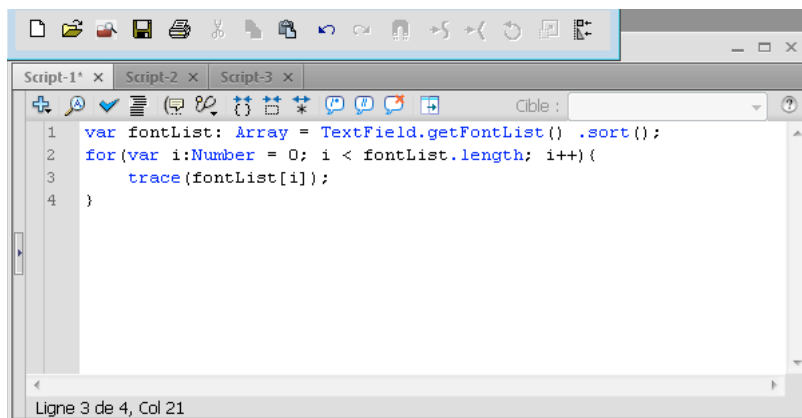 Script-1* × Script-2 × Script-3 ×
Cible :
1 var fontList: Array = TextField.getFontList() .sort();
2 for(var i:Number = 0; i < fontList.length; i++){
3 trace(fontList[i]);
4 }
Ligne 3 de 4, Col 21